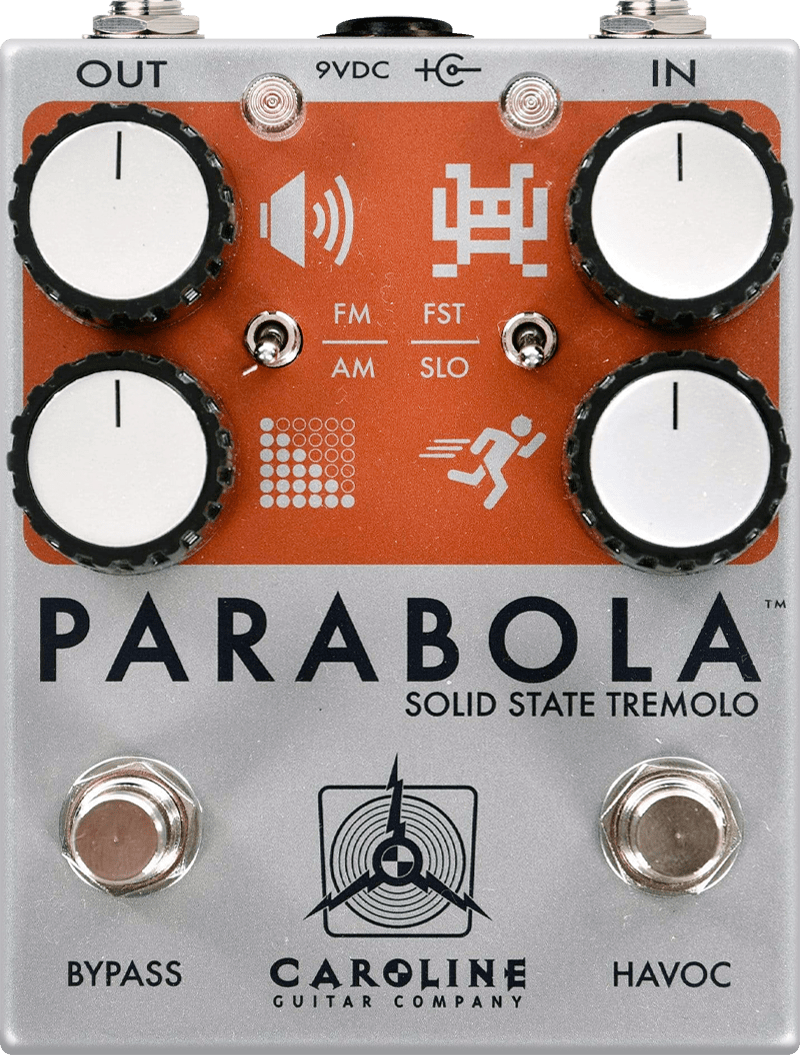 OUT 9VDC IN
FM FST
AM SLO
PARABOLA™
SOLID STATE TREMOLO
BYPASS HAVOC
CAROLINE
GUITAR COMPANY